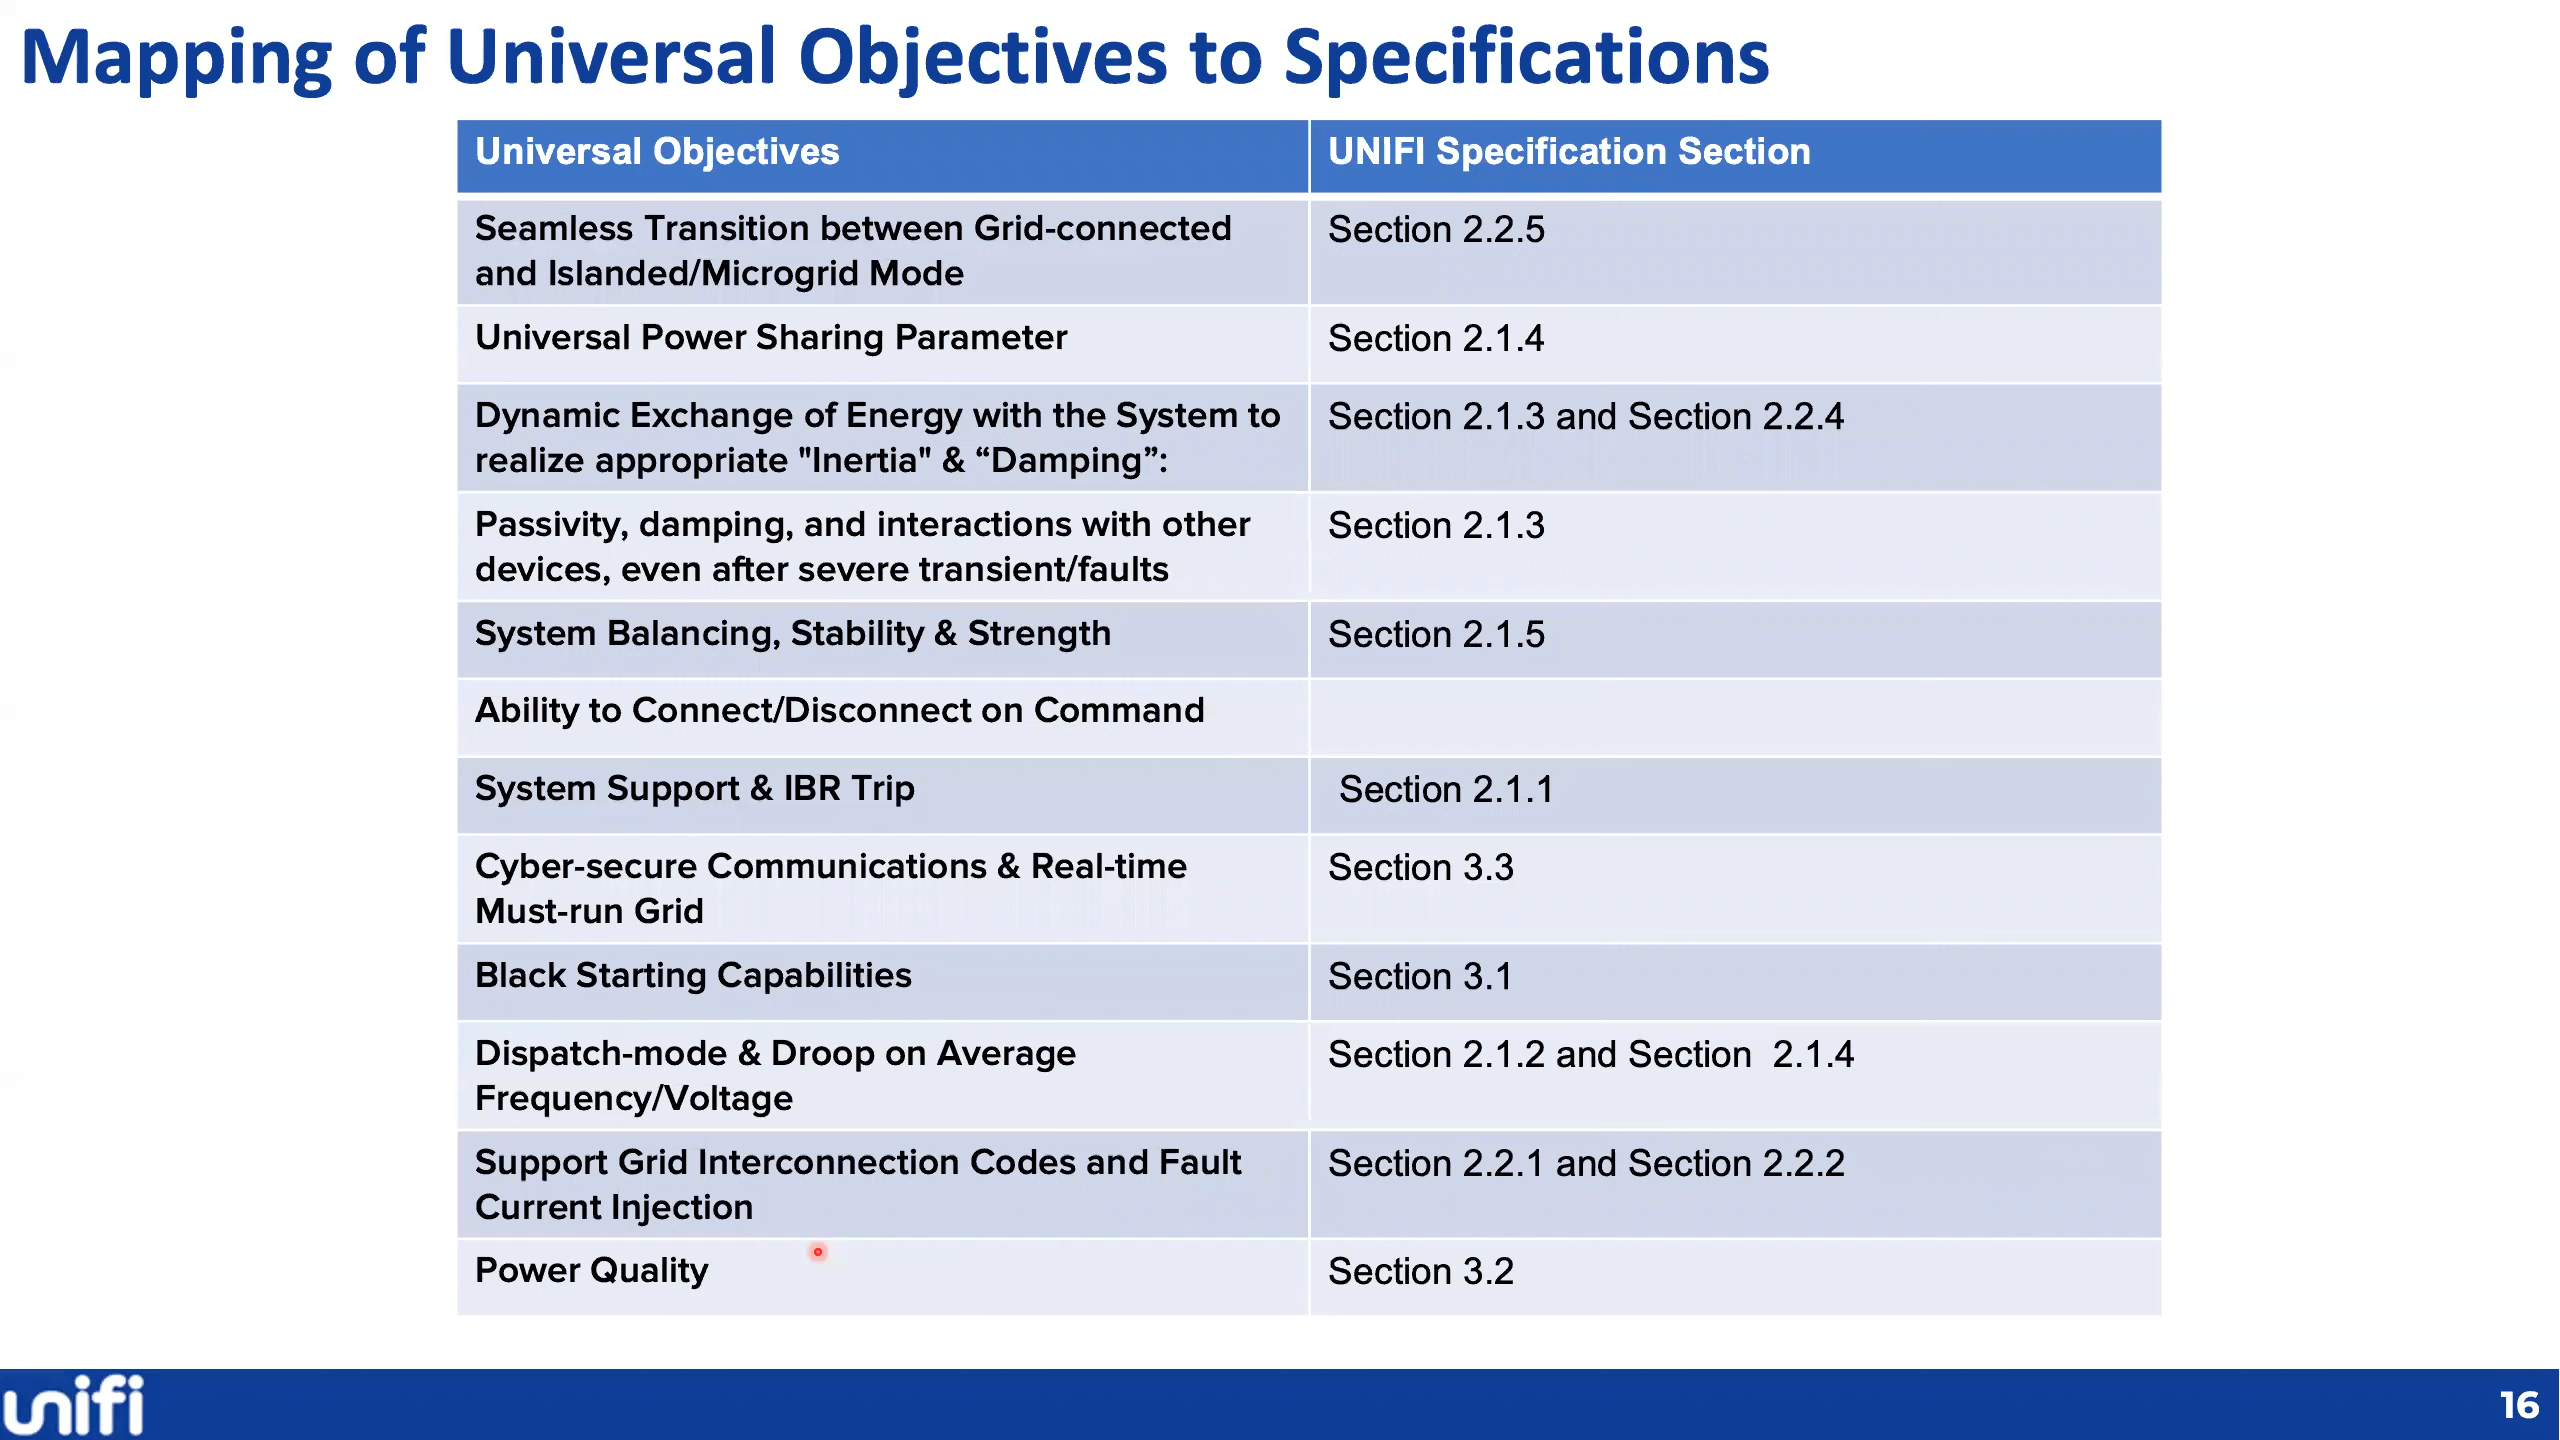 Mapping of Universal Objectives to Specifications
Universal Objectives
UNIFI Specification Section
Seamless Transition between Grid-connected
and Islanded/Microgrid Mode
Section 2.2.5
Universal Power Sharing Parameter
Section 2.1.4
Dynamic Exchange of Energy with the System to
realize appropriate "Inertia" & “Damping”:
Section 2.1.3 and Section 2.2.4
Passivity, damping, and interactions with other
devices, even after severe transient/faults
Section 2.1.3
System Balancing, Stability & Strength
Section 2.1.5
Ability to Connect/Disconnect on Command
System Support & IBR Trip
Section 2.1.1
Cyber-secure Communications & Real-time
Must-run Grid
Section 3.3
Black Starting Capabilities
Section 3.1
Dispatch-mode & Droop on Average
Frequency/Voltage
Section 2.1.2 and Section 2.1.4
Support Grid Interconnection Codes and Fault
Current Injection
Section 2.2.1 and Section 2.2.2
Power Quality
Section 3.2
unifi
16